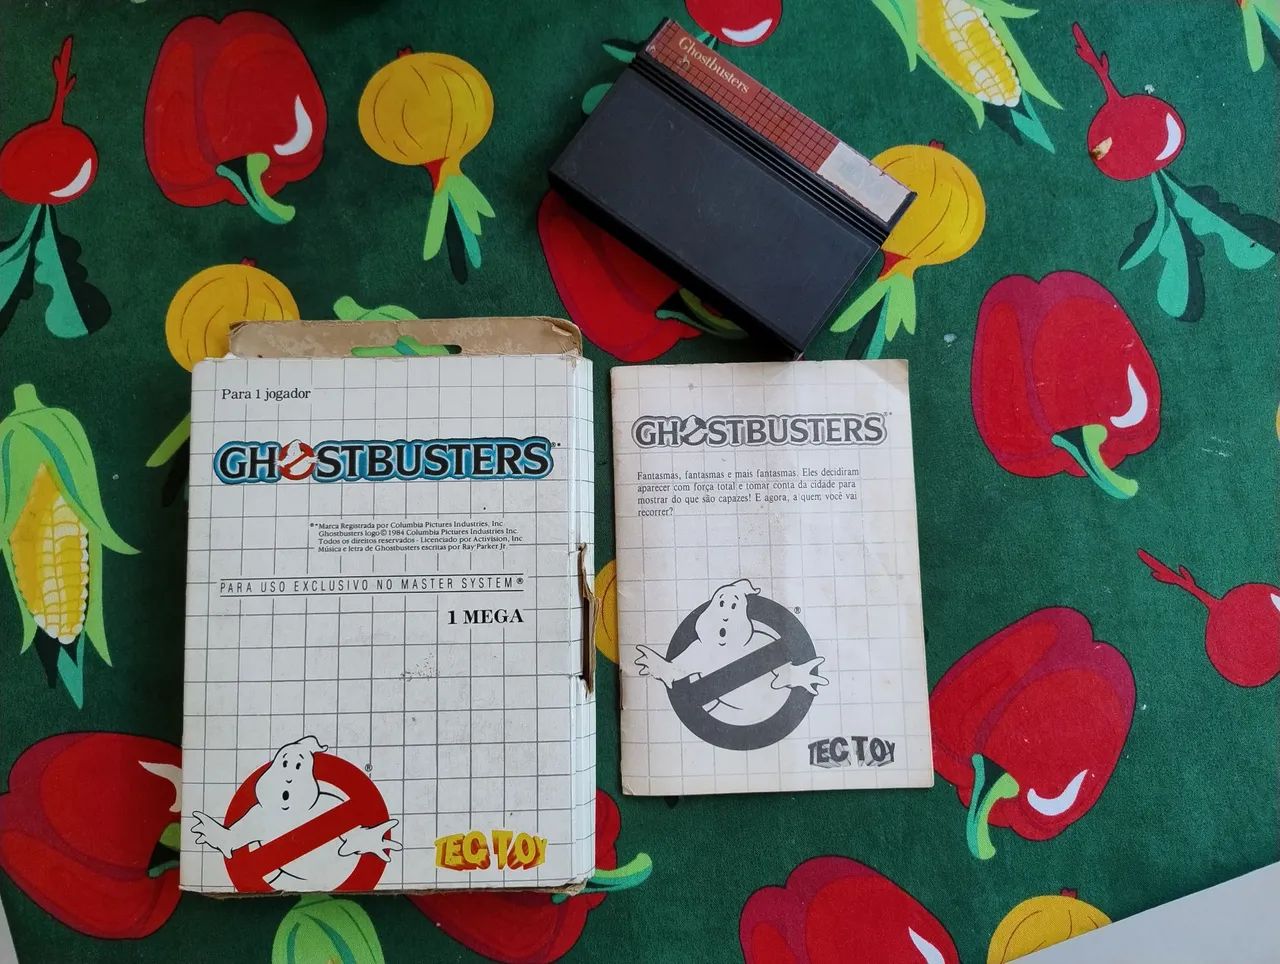 Ghostbusters
Para 1 jogador
GHOSTBUSTERS
®*Marca Registrada por Columbia Pictures Industries, Inc
Ghostbusters logo © 1984 Columbia Pictures Industries Inc
Todos os direitos reservados - Licenciado por Activision, Inc
Música e letra de Ghostbusters escritas por Ray Parker Jr
PARA USO EXCLUSIVO NO MASTER SYSTEM®
1 MEGA
®
TEC TOY
GHOSTBUSTERS
Fantasmas, fantasmas e mais fantasmas. Eles decidiram
aparecer com força total e tomar conta da cidade para
mostrar do que são capazes! E agora, a quem você vai
recorrer?
®
TEC TOY